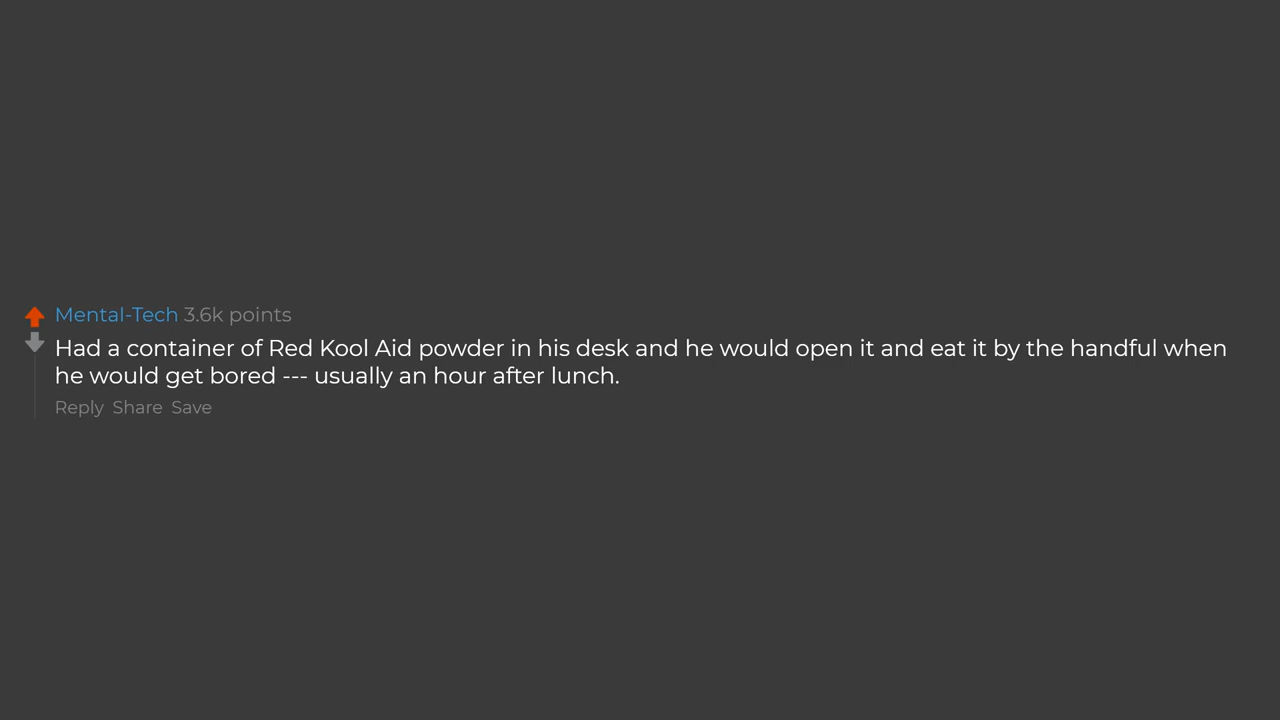 Mental-Tech 3.6k points
Had a container of Red Kool Aid powder in his desk and he would open it and eat it by the handful when
he would get bored --- usually an hour after lunch.
Reply Share Save